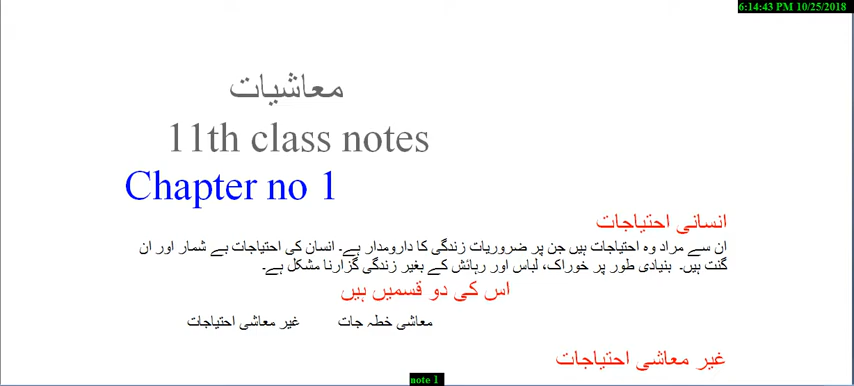 6:14:43 PM 10/25/2018
معاشیات
11th class notes
Chapter no 1
انسانی احتیاجات
ان سے مراد وہ احتیاجات ہیں جن پر ضروریات زندگی کا دارومدار ہے۔ انسان کی احتیاجات بے شمار اور ان
گنت ہیں۔ بنیادی طور پر خوراک، لباس اور رہائش کے بغیر زندگی گزارنا مشکل ہے۔
اس کی دو قسمیں ہیں
معاشی خطہ جات غیر معاشی احتیاجات
غیر معاشی احتیاجات
note 1